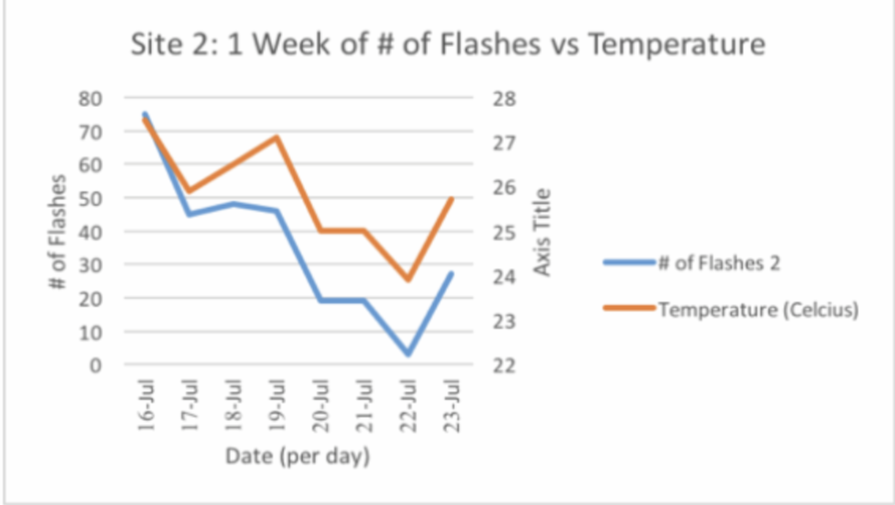 Site 2: 1 Week of # of Flashes vs Temperature
# of Flashes
80
70
60
50
40
30
20
10
0
28
27
26
25
24
23
22
Axis Title
16-Jul
17-Jul
18-Jul
19-Jul
20-Jul
21-Jul
22-Jul
23-Jul
Date (per day)
# of Flashes 2
Temperature (Celcius)